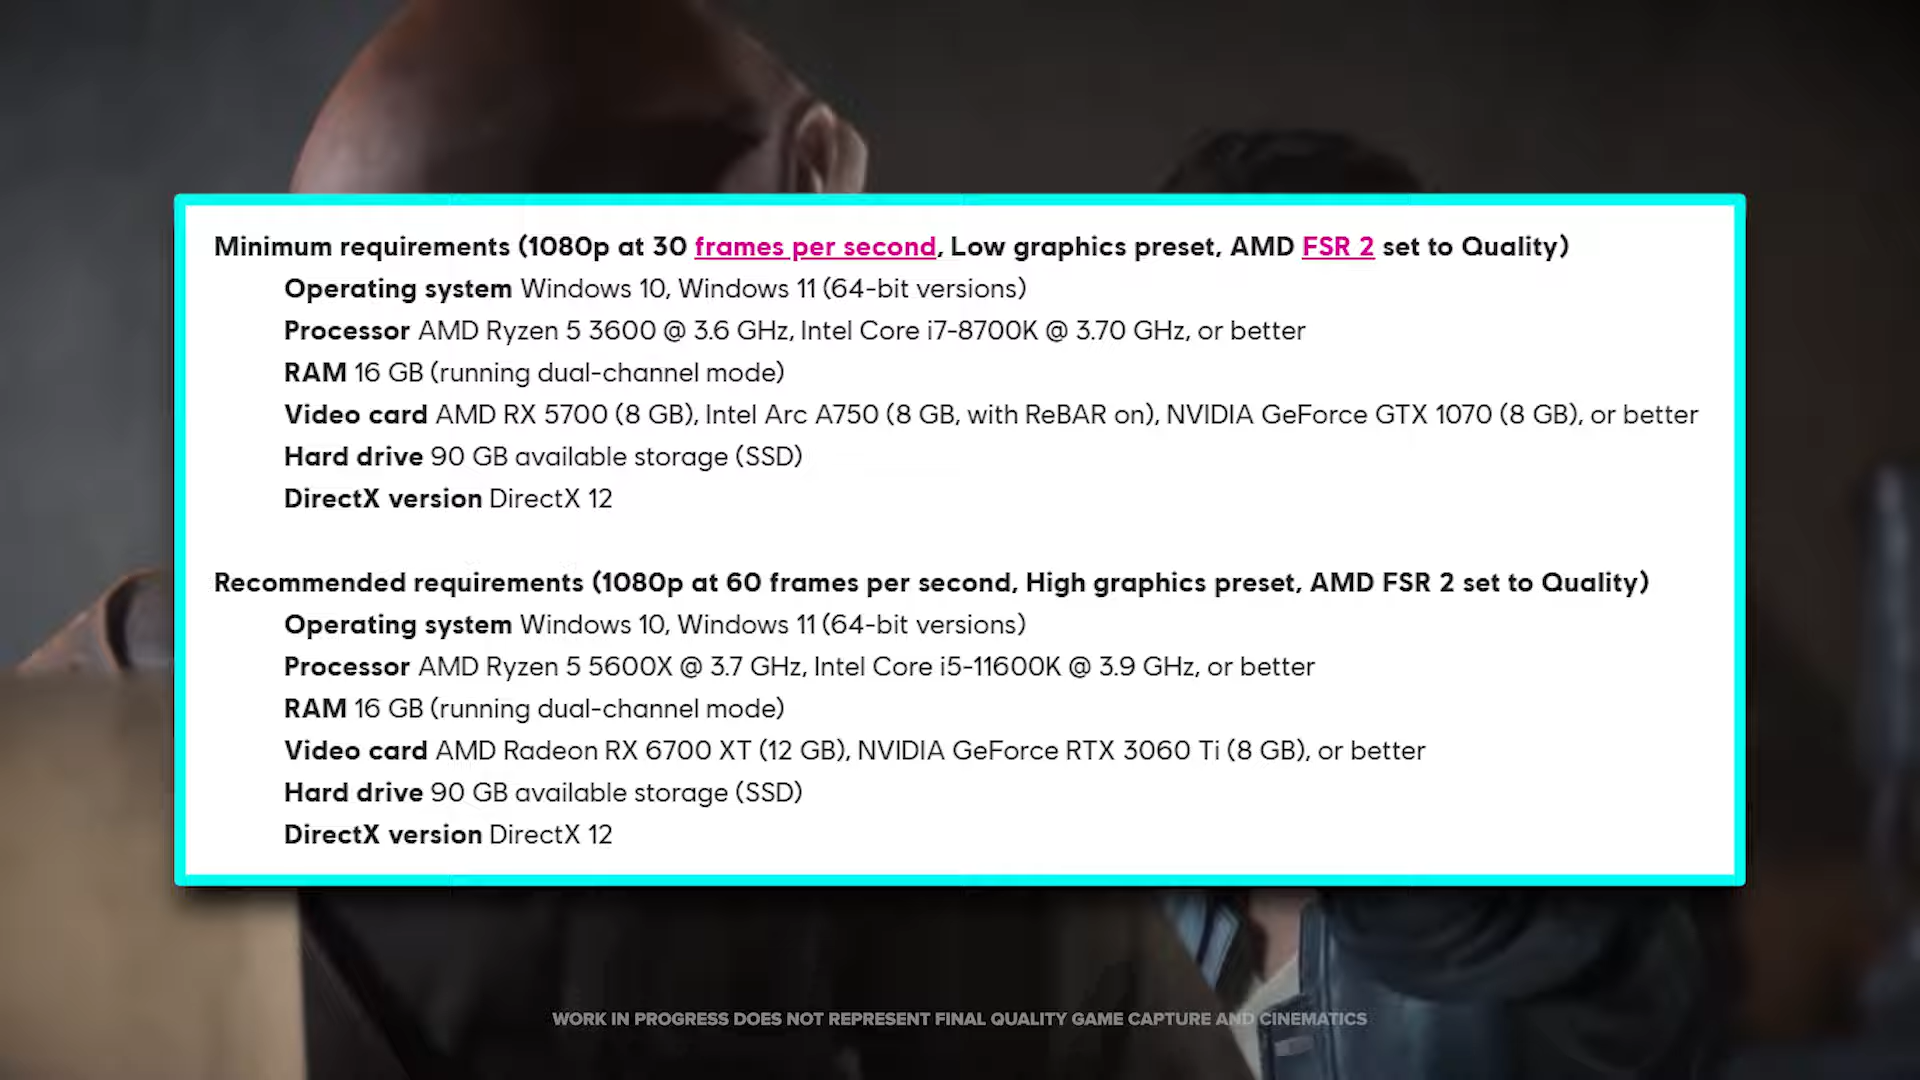 Minimum requirements (1080p at 30 frames per second, Low graphics preset, AMD FSR 2 set to Quality)
Operating system Windows 10, Windows 11 (64-bit versions)
Processor AMD Ryzen 5 3600 @ 3.6 GHz, Intel Core i7-8700K @ 3.70 GHz, or better
RAM 16 GB (running dual-channel mode)
Video card AMD RX 5700 (8 GB), Intel Arc A750 (8 GB, with ReBAR on), NVIDIA GeForce GTX 1070 (8 GB), or better
Hard drive 90 GB available storage (SSD)
DirectX version DirectX 12
Recommended requirements (1080p at 60 frames per second, High graphics preset, AMD FSR 2 set to Quality)
Operating system Windows 10, Windows 11 (64-bit versions)
Processor AMD Ryzen 5 5600X @ 3.7 GHz, Intel Core i5-11600K @ 3.9 GHz, or better
RAM 16 GB (running dual-channel mode)
Video card AMD Radeon RX 6700 XT (12 GB), NVIDIA GeForce RTX 3060 Ti (8 GB), or better
Hard drive 90 GB available storage (SSD)
DirectX version DirectX 12
WORK IN PROGRESS DOES NOT REPRESENT FINAL QUALITY GAME CAPTURE AND CINEMATICS